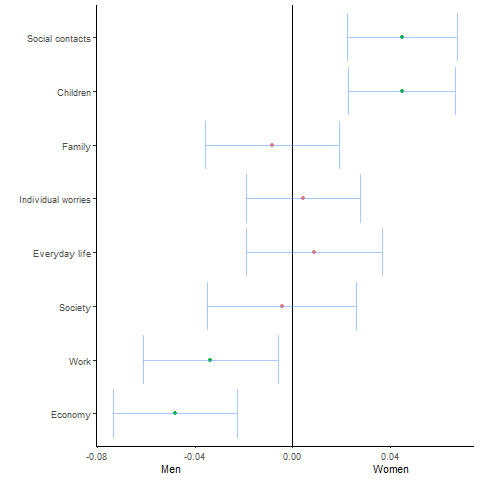 Social contacts
Children
Family
Individual worries
Everyday life
Society
Work
Economy
-0.08 -0.04 0.00 0.04
Men Women